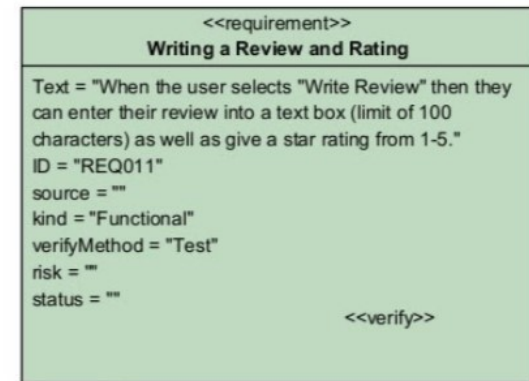 <<requirement>>
Writing a Review and Rating
Text = "When the user selects "Write Review" then they
can enter their review into a text box (limit of 100
characters) as well as give a star rating from 1-5."
ID = "REQ011"
source = ""
kind = "Functional"
verifyMethod = "Test"
risk = ""
status = ""
<<verify>>